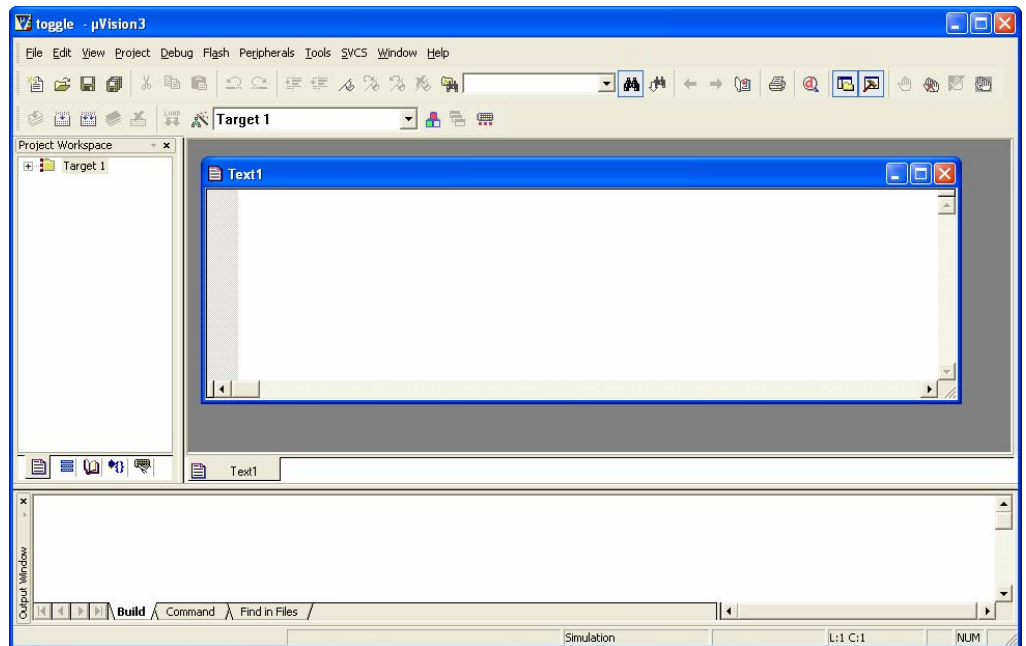 toggle - µVision3
File Edit View Project Debug Flash Peripherals Tools SVCS Window Help
LOAD Target 1
Project Workspace
Target 1
Text1
Text1
Output Window
Build Command Find in Files
Simulation L:1 C:1 NUM